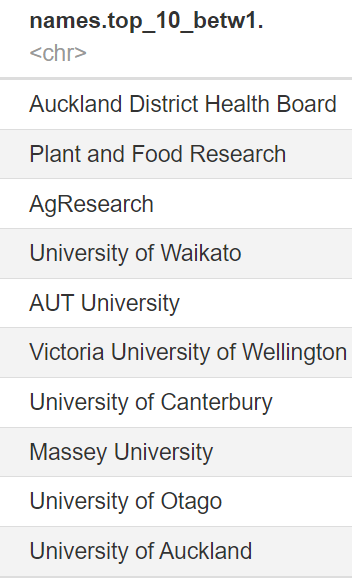 names.top_10_betw1.
<chr>
Auckland District Health Board
Plant and Food Research
AgResearch
University of Waikato
AUT University
Victoria University of Wellington
University of Canterbury
Massey University
University of Otago
University of Auckland